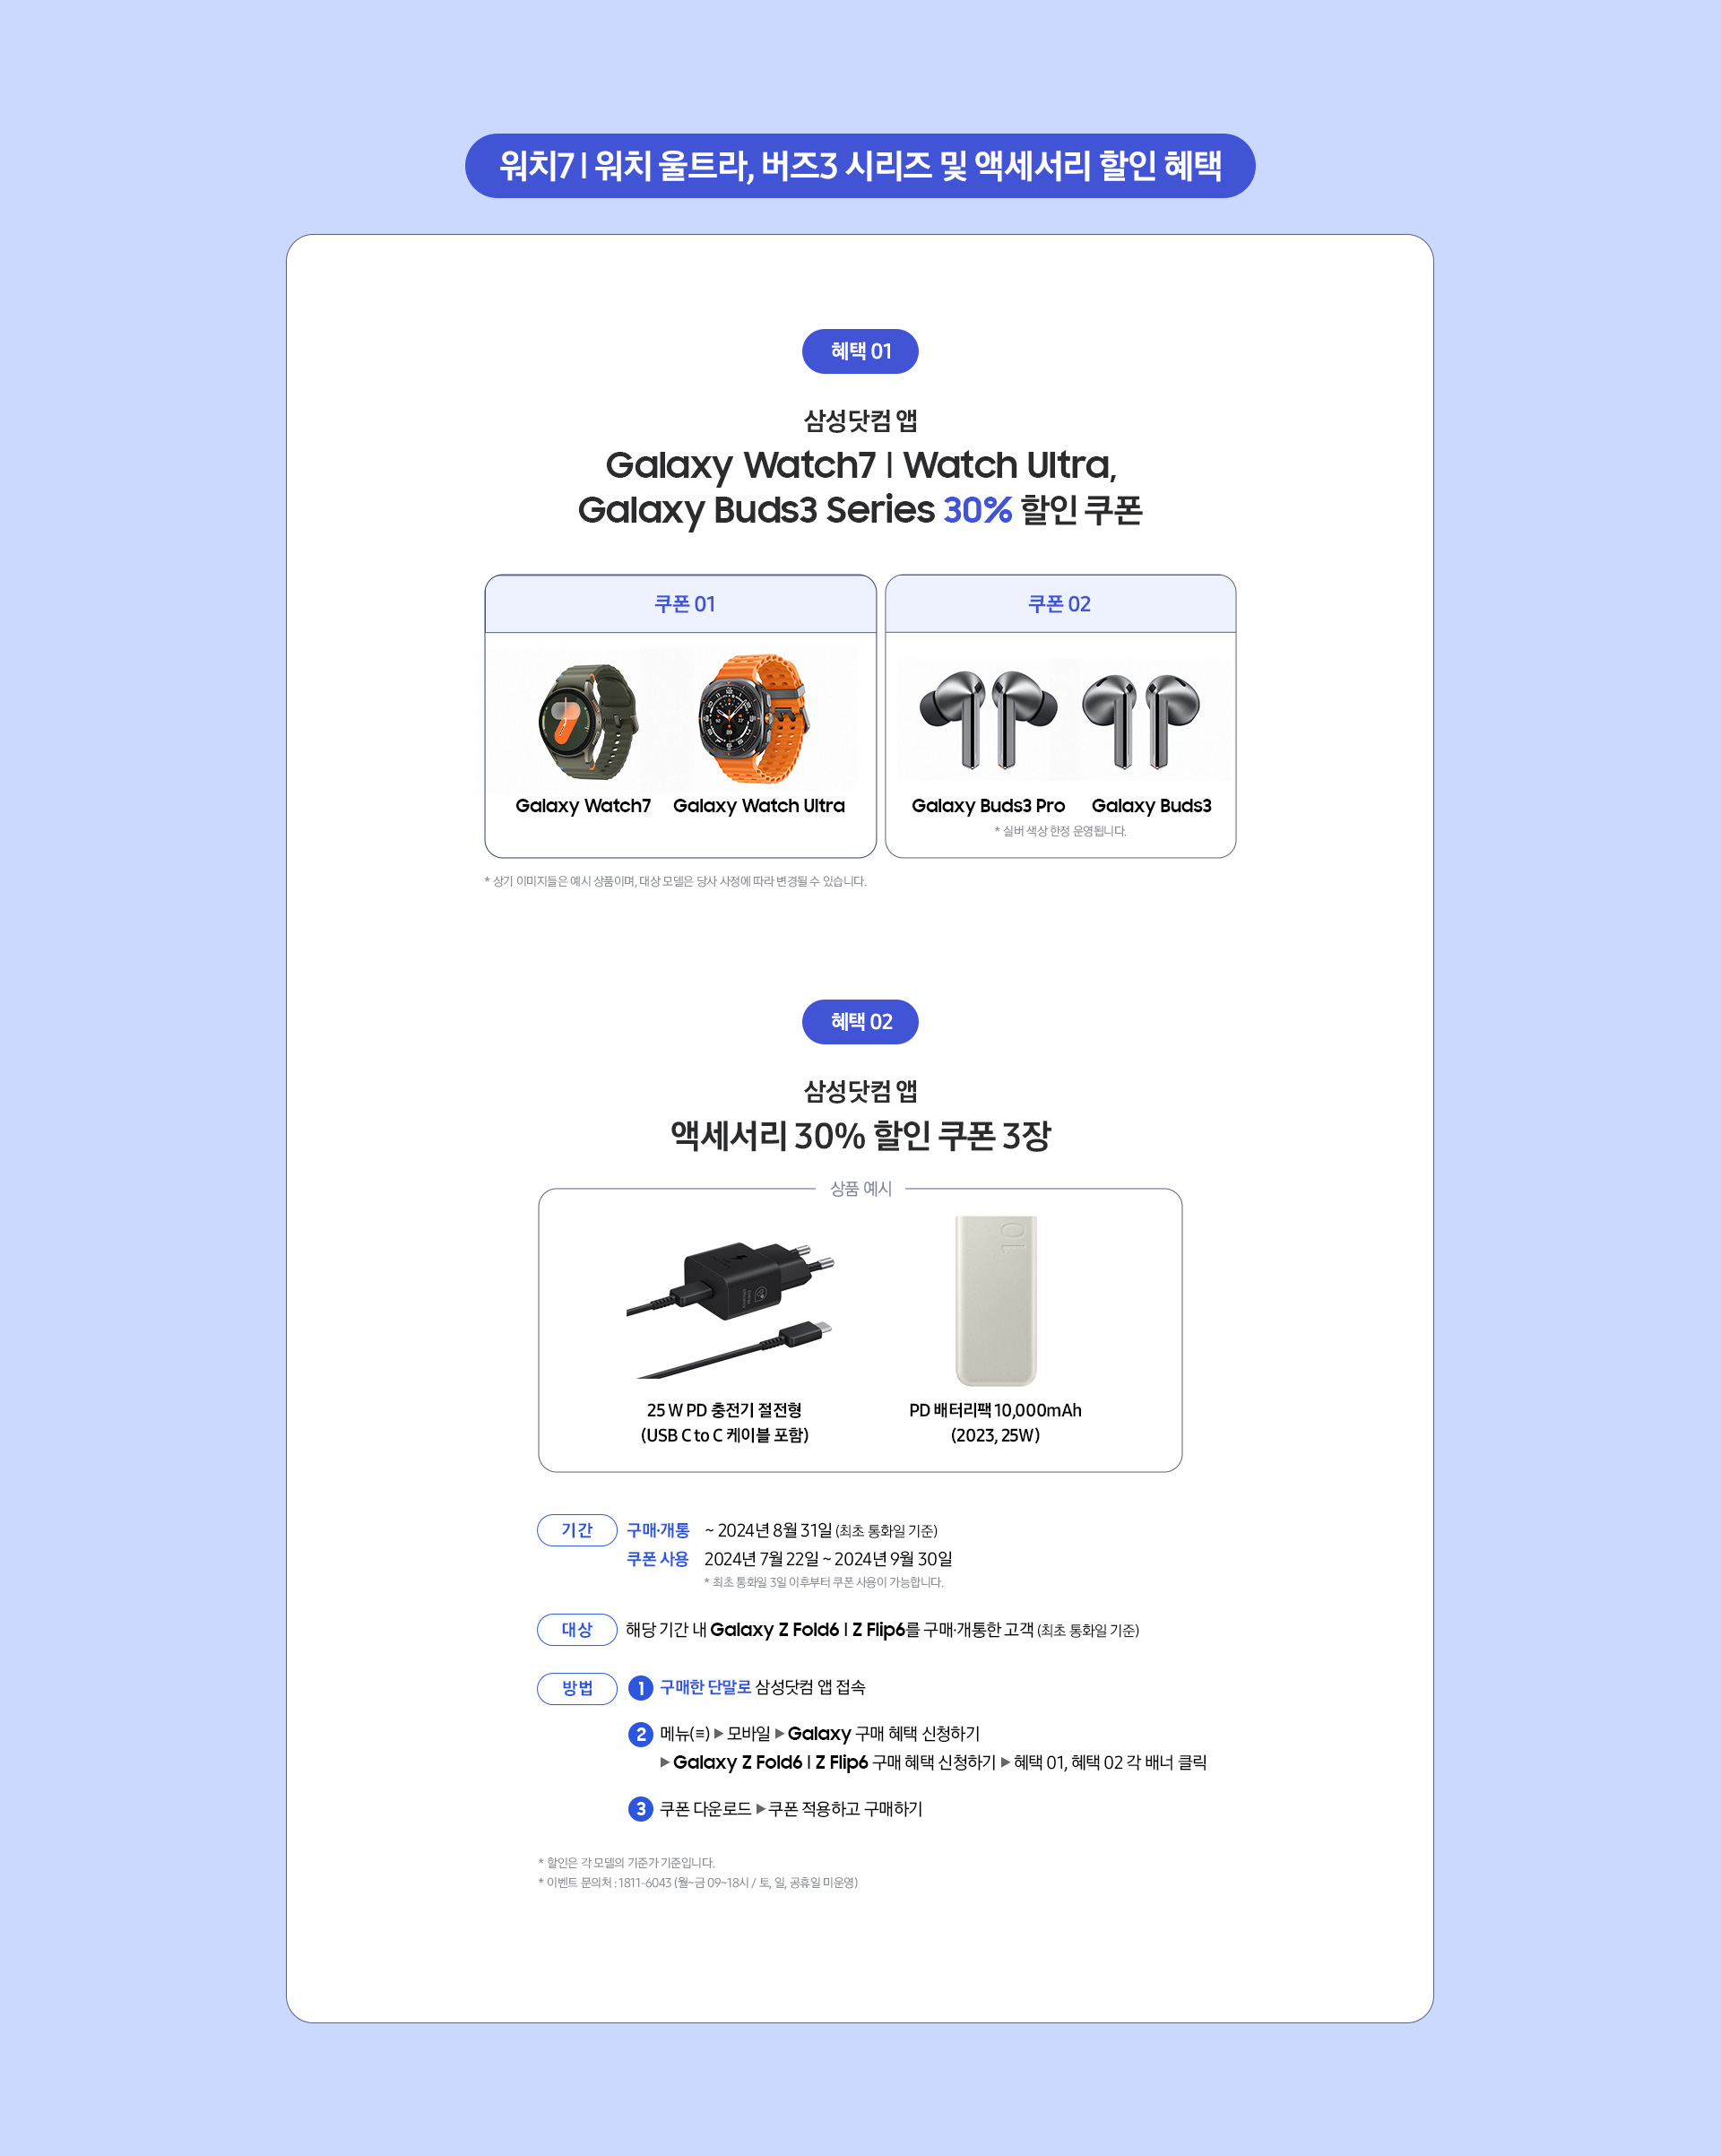 워치7 | 워치 울트라, 버즈3 시리즈 및 액세서리 할인 혜택
혜택 01
삼성닷컴 앱
Galaxy Watch7 | Watch Ultra,
Galaxy Buds3 Series 30% 할인 쿠폰
쿠폰 01
쿠폰 02
Galaxy Watch7
Galaxy Watch Ultra
Galaxy Buds3 Pro
Galaxy Buds3
* 실버 색상 한정 운영됩니다.
* 상기 이미지들은 예시 상품이며, 대상 모델은 당사 사정에 따라 변경될 수 있습니다.
혜택 02
삼성닷컴 앱
액세서리 30% 할인 쿠폰 3장
상품 예시
10
25 W PD 충전기 절전형
(USB C to C 케이블 포함)
PD 배터리팩 10,000mAh
(2023, 25W)
기간 구매·개통 ~ 2024년 8월 31일 (최초 통화일 기준)
쿠폰 사용 2024년 7월 22일 ~ 2024년 9월 30일
* 최초 통화일 3일 이후부터 쿠폰 사용이 가능합니다.
대상 해당 기간 내 Galaxy Z Fold6 | Z Flip6를 구매·개통한 고객 (최초 통화일 기준)
방법 1 구매한 단말로 삼성닷컴 앱 접속
2 메뉴(≡) ▶ 모바일 ▶ Galaxy 구매 혜택 신청하기
▶ Galaxy Z Fold6 | Z Flip6 구매 혜택 신청하기 ▶ 혜택 01, 혜택 02 각 배너 클릭
3 쿠폰 다운로드 ▶ 쿠폰 적용하고 구매하기
* 할인은 각 모델의 기준가 기준입니다.
* 이벤트 문의처 : 1811-6043 (월~금 09~18시 / 토, 일, 공휴일 미운영)